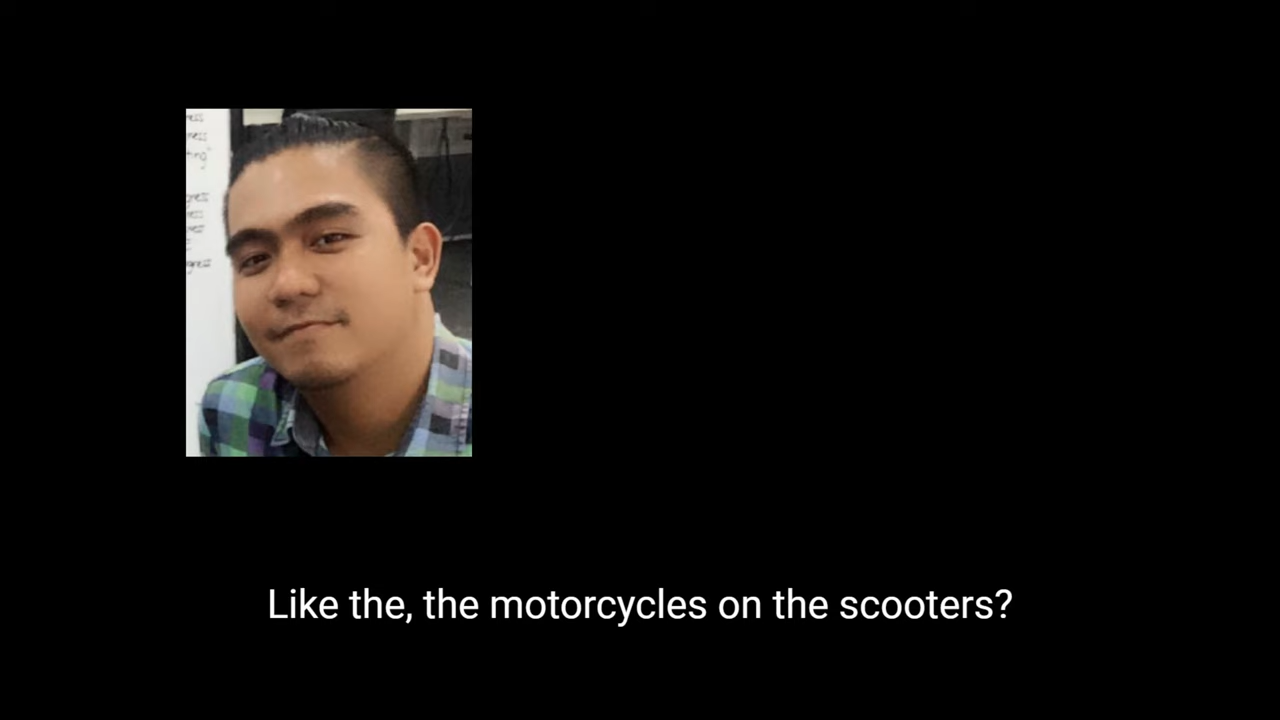 Like the, the motorcycles on the scooters?